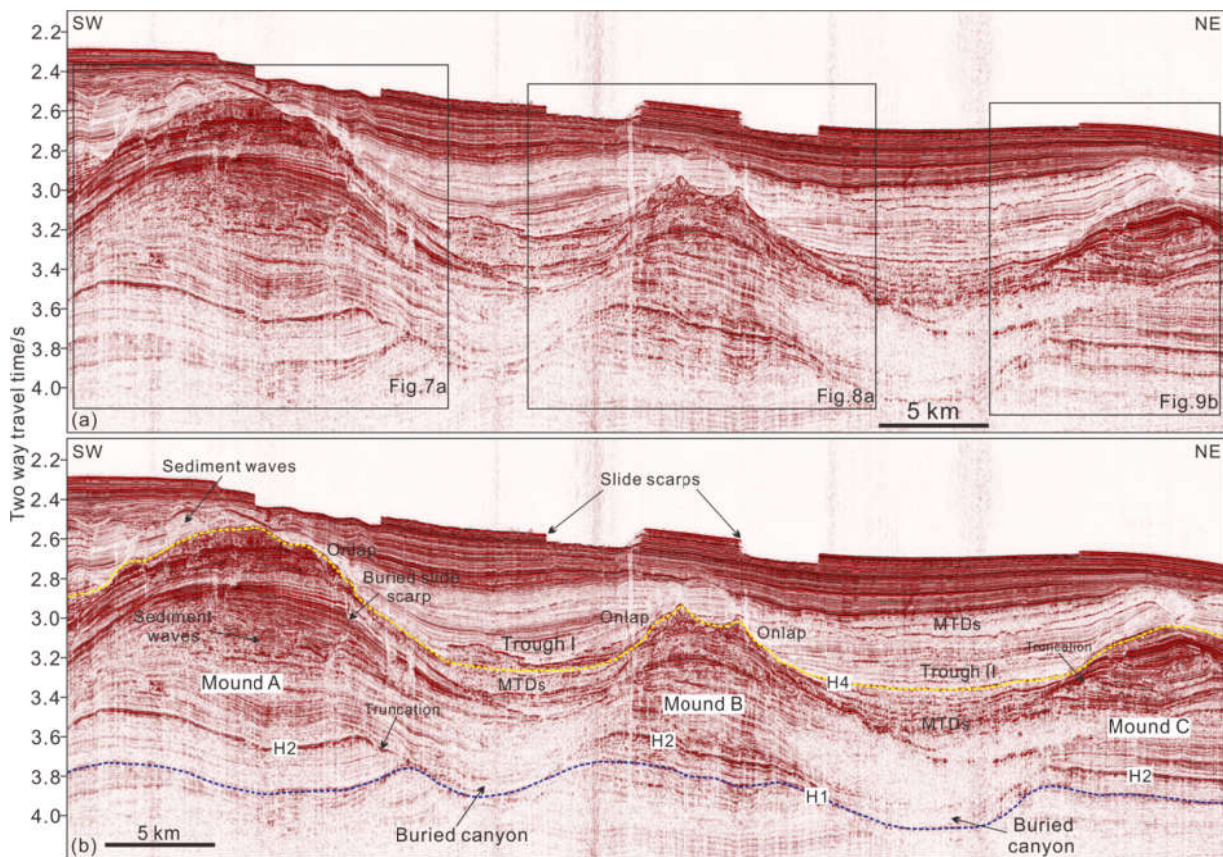 SW
NE
2.2
2.4
2.6
2.8
3.0
3.2
3.4
3.6
3.8
4.0
Fig.7a
Fig.8a
Fig.9b
5 km
(a)
Two way travel time/s
SW
NE
2.2
2.4
2.6
2.8
3.0
3.2
3.4
3.6
3.8
4.0
Sediment waves
Slide scarps
Onlap
Buried slide
scarp
Sediment
waves
Onlap
Onlap
MTDs
Trough I
Trough II
Truncation
MTDs
H4
Mound A
Mound B
MTDs
Mound C
Truncation
H2
H2
H2
H1
Buried canyon
Buried
canyon
5 km
(b)